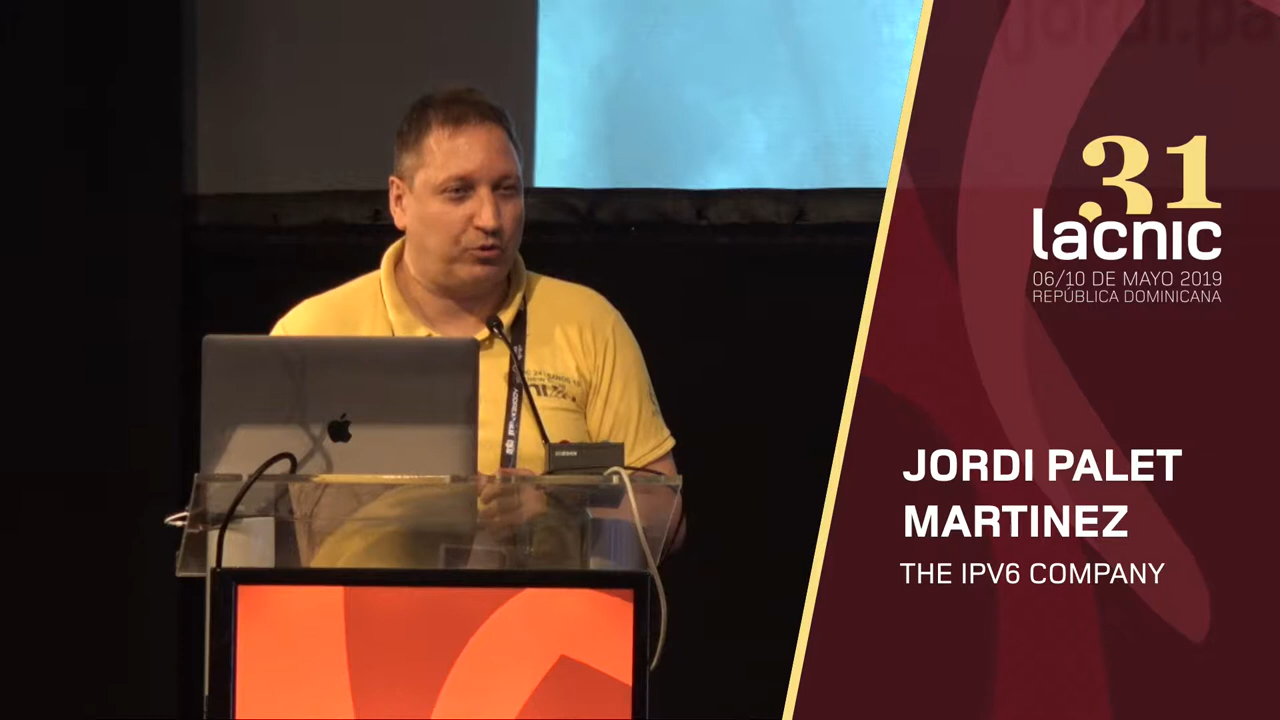 31
lacnic
06/10 DE MAYO 2019
REPÚBLICA DOMINICANA
JORDI PALET
MARTINEZ
THE IPV6 COMPANY